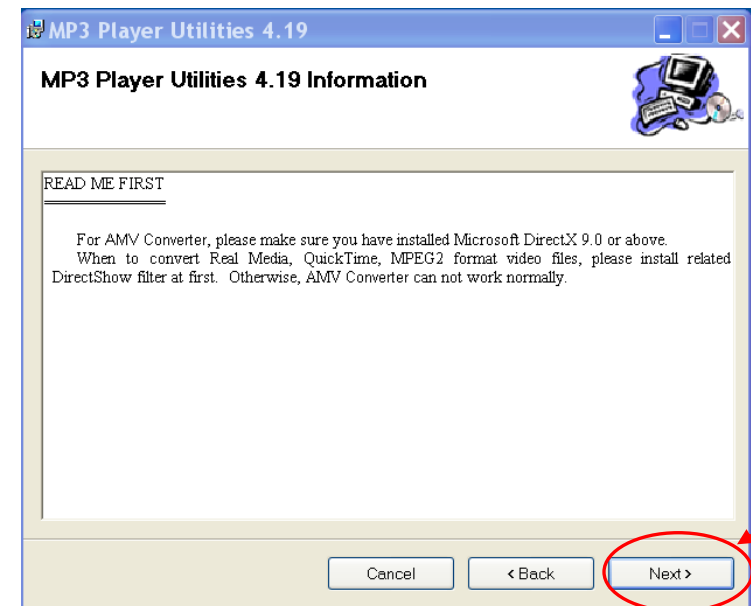 MP3 Player Utilities 4.19
MP3 Player Utilities 4.19 Information
READ ME FIRST
For AMV Converter, please make sure you have installed Microsoft DirectX 9.0 or above.
When to convert Real Media, QuickTime, MPEG2 format video files, please install related
DirectShow filter at first. Otherwise, AMV Converter can not work normally.
Cancel
< Back
Next >